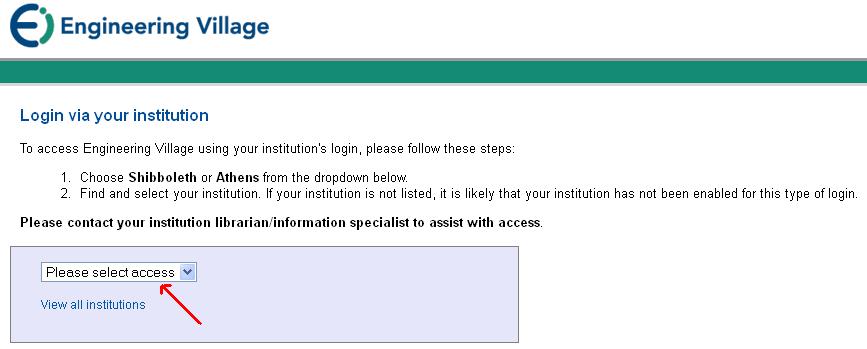 Ei Engineering Village
Login via your institution
To access Engineering Village using your institution's login, please follow these steps:
1. Choose Shibboleth or Athens from the dropdown below.
2. Find and select your institution. If your institution is not listed, it is likely that your institution has not been enabled for this type of login.
Please contact your institution librarian/information specialist to assist with access.
Please select access
View all institutions